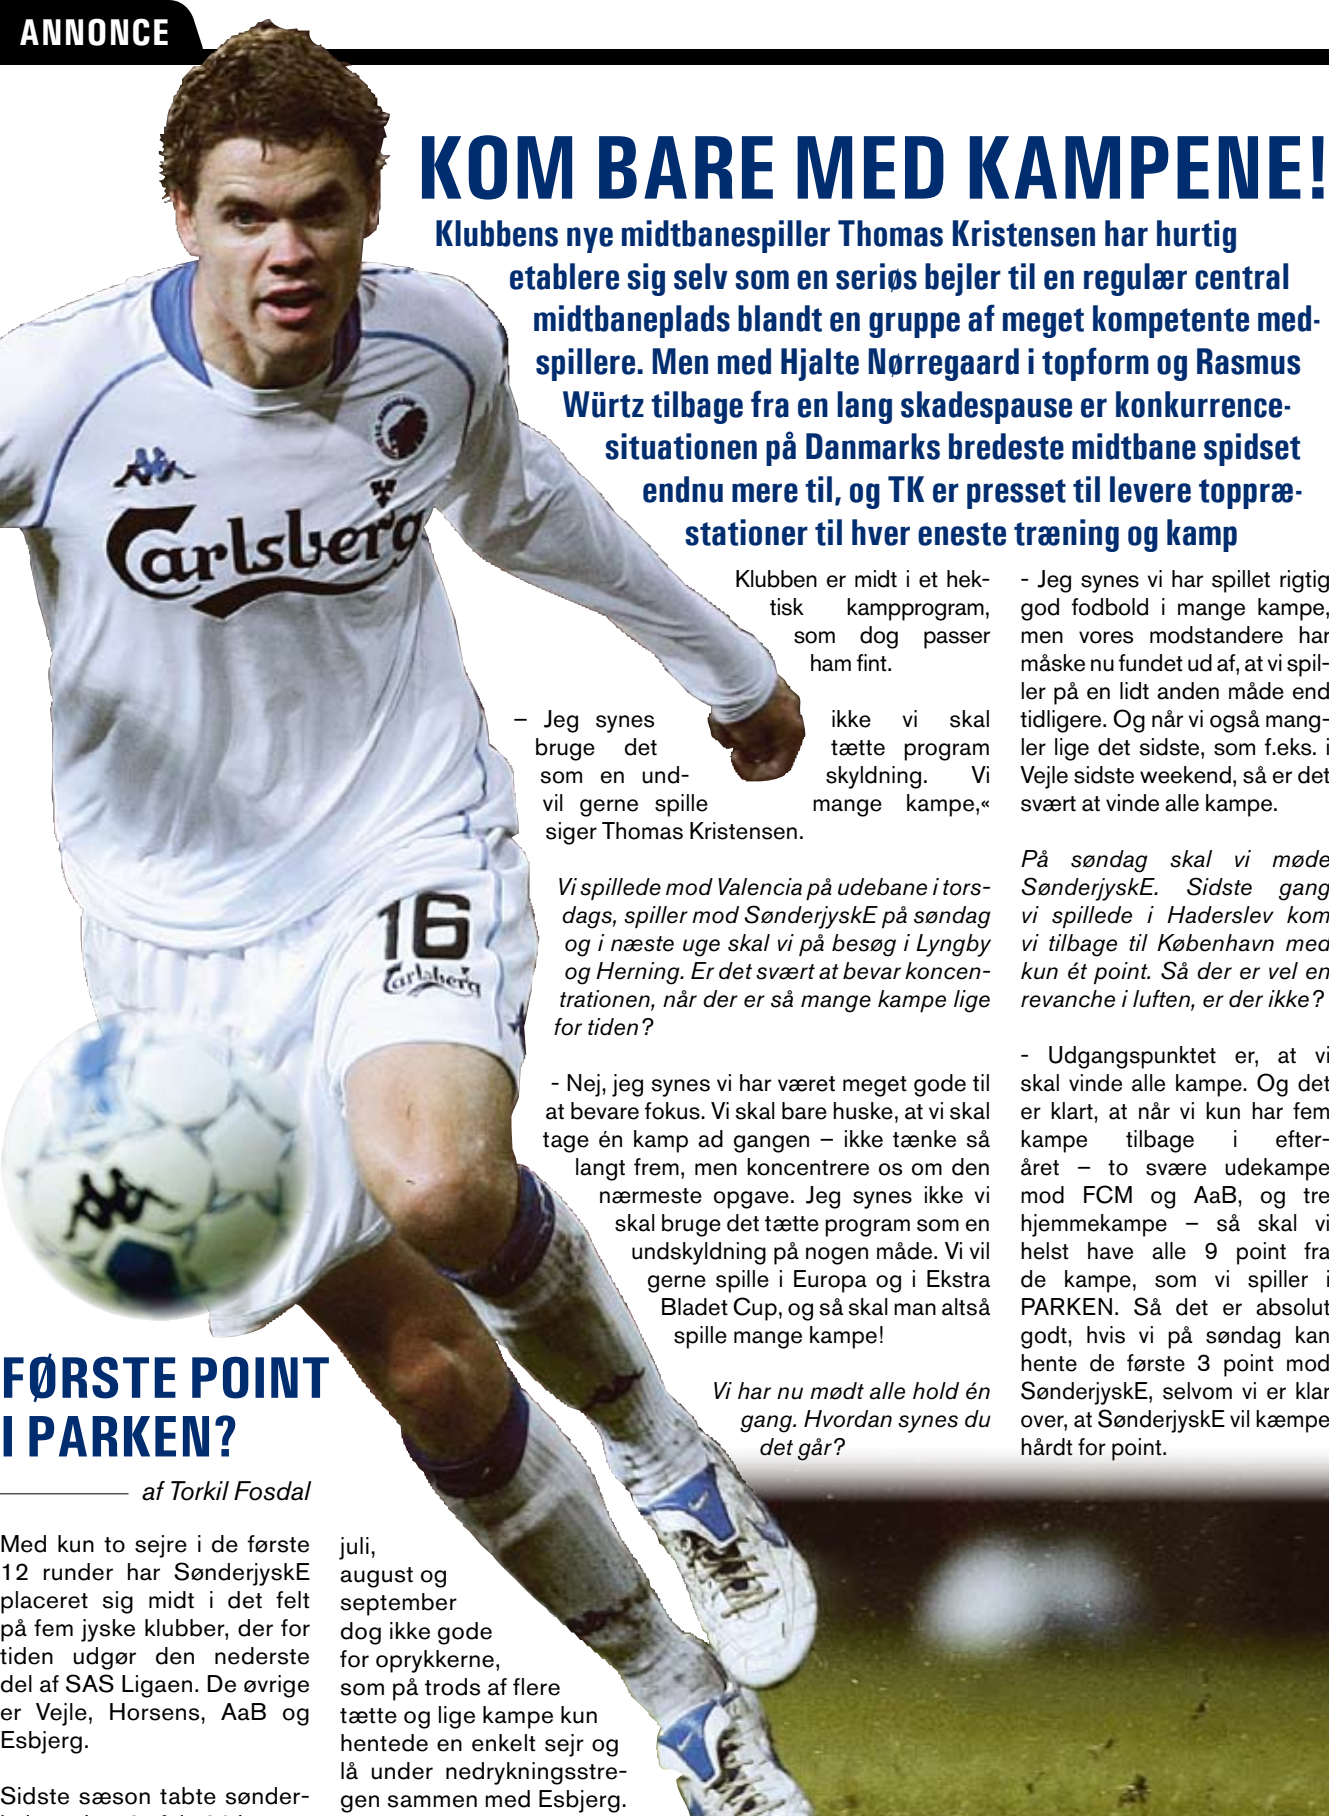 ANNONCE
KOM BARE MED KAMPENE!
Klubbens nye midtbanespiller Thomas Kristensen har hurtig
etablere sig selv som en seriøs bejler til en regulær central
midtbaneplads blandt en gruppe af meget kompetente med-
spillere. Men med Hjalte Nørregaard i topform og Rasmus
Würtz tilbage fra en lang skadespause er konkurrence-
situationen på Danmarks bredeste midtbane spidset
endnu mere til, og TK er presset til levere toppræ-
stationer til hver eneste træning og kamp
Klubben er midt i et hek-
tisk kampprogram,
som dog passer
ham fint.
– Jeg synes ikke vi skal
bruge det tætte program
som en und- skyldning. Vi
vil gerne spille mange kampe,«
siger Thomas Kristensen.
Vi spillede mod Valencia på udebane i tors-
dags, spiller mod SønderjyskE på søndag
og i næste uge skal vi på besøg i Lyngby
og Herning. Er det svært at bevar koncen-
trationen, når der er så mange kampe lige
for tiden?
- Nej, jeg synes vi har været meget gode til
at bevare fokus. Vi skal bare huske, at vi skal
tage én kamp ad gangen – ikke tænke så
langt frem, men koncentrere os om den
nærmeste opgave. Jeg synes ikke vi
skal bruge det tætte program som en
undskyldning på nogen måde. Vi vil
gerne spille i Europa og i Ekstra
Bladet Cup, og så skal man altså
spille mange kampe!
Vi har nu mødt alle hold én
gang. Hvordan synes du
det går?
- Jeg synes vi har spillet rigtig
god fodbold i mange kampe,
men vores modstandere har
måske nu fundet ud af, at vi spil-
ler på en lidt anden måde end
tidligere. Og når vi også mang-
ler lige det sidste, som f.eks. i
Vejle sidste weekend, så er det
svært at vinde alle kampe.
På søndag skal vi møde
SønderjyskE. Sidste gang
vi spillede i Haderslev kom
vi tilbage til København med
kun ét point. Så der er vel en
revanche i luften, er der ikke?
- Udgangspunktet er, at vi
skal vinde alle kampe. Og det
er klart, at når vi kun har fem
kampe tilbage i efter-
året – to svære udekampe
mod FCM og AaB, og tre
hjemmekampe – så skal vi
helst have alle 9 point fra
de kampe, som vi spiller i
PARKEN. Så det er absolut
godt, hvis vi på søndag kan
hente de første 3 point mod
SønderjyskE, selvom vi er klar
over, at SønderjyskE vil kæmpe
hårdt for point.
Carlsberg
16
Carlsberg
FØRSTE POINT
I PARKEN?
af Torkil Fosdal
Med kun to sejre i de første
12 runder har SønderjyskE
placeret sig midt i det felt
på fem jyske klubber, der for
tiden udgør den nederste
del af SAS Ligaen. De øvrige
er Vejle, Horsens, AaB og
Esbjerg.
Sidste sæson tabte sønder-
juli,
august og
september
dog ikke gode
for oprykkerne,
som på trods af flere
tætte og lige kampe kun
hentede en enkelt sejr og
lå under nedrykningsstre-
gen sammen med Esbjerg.